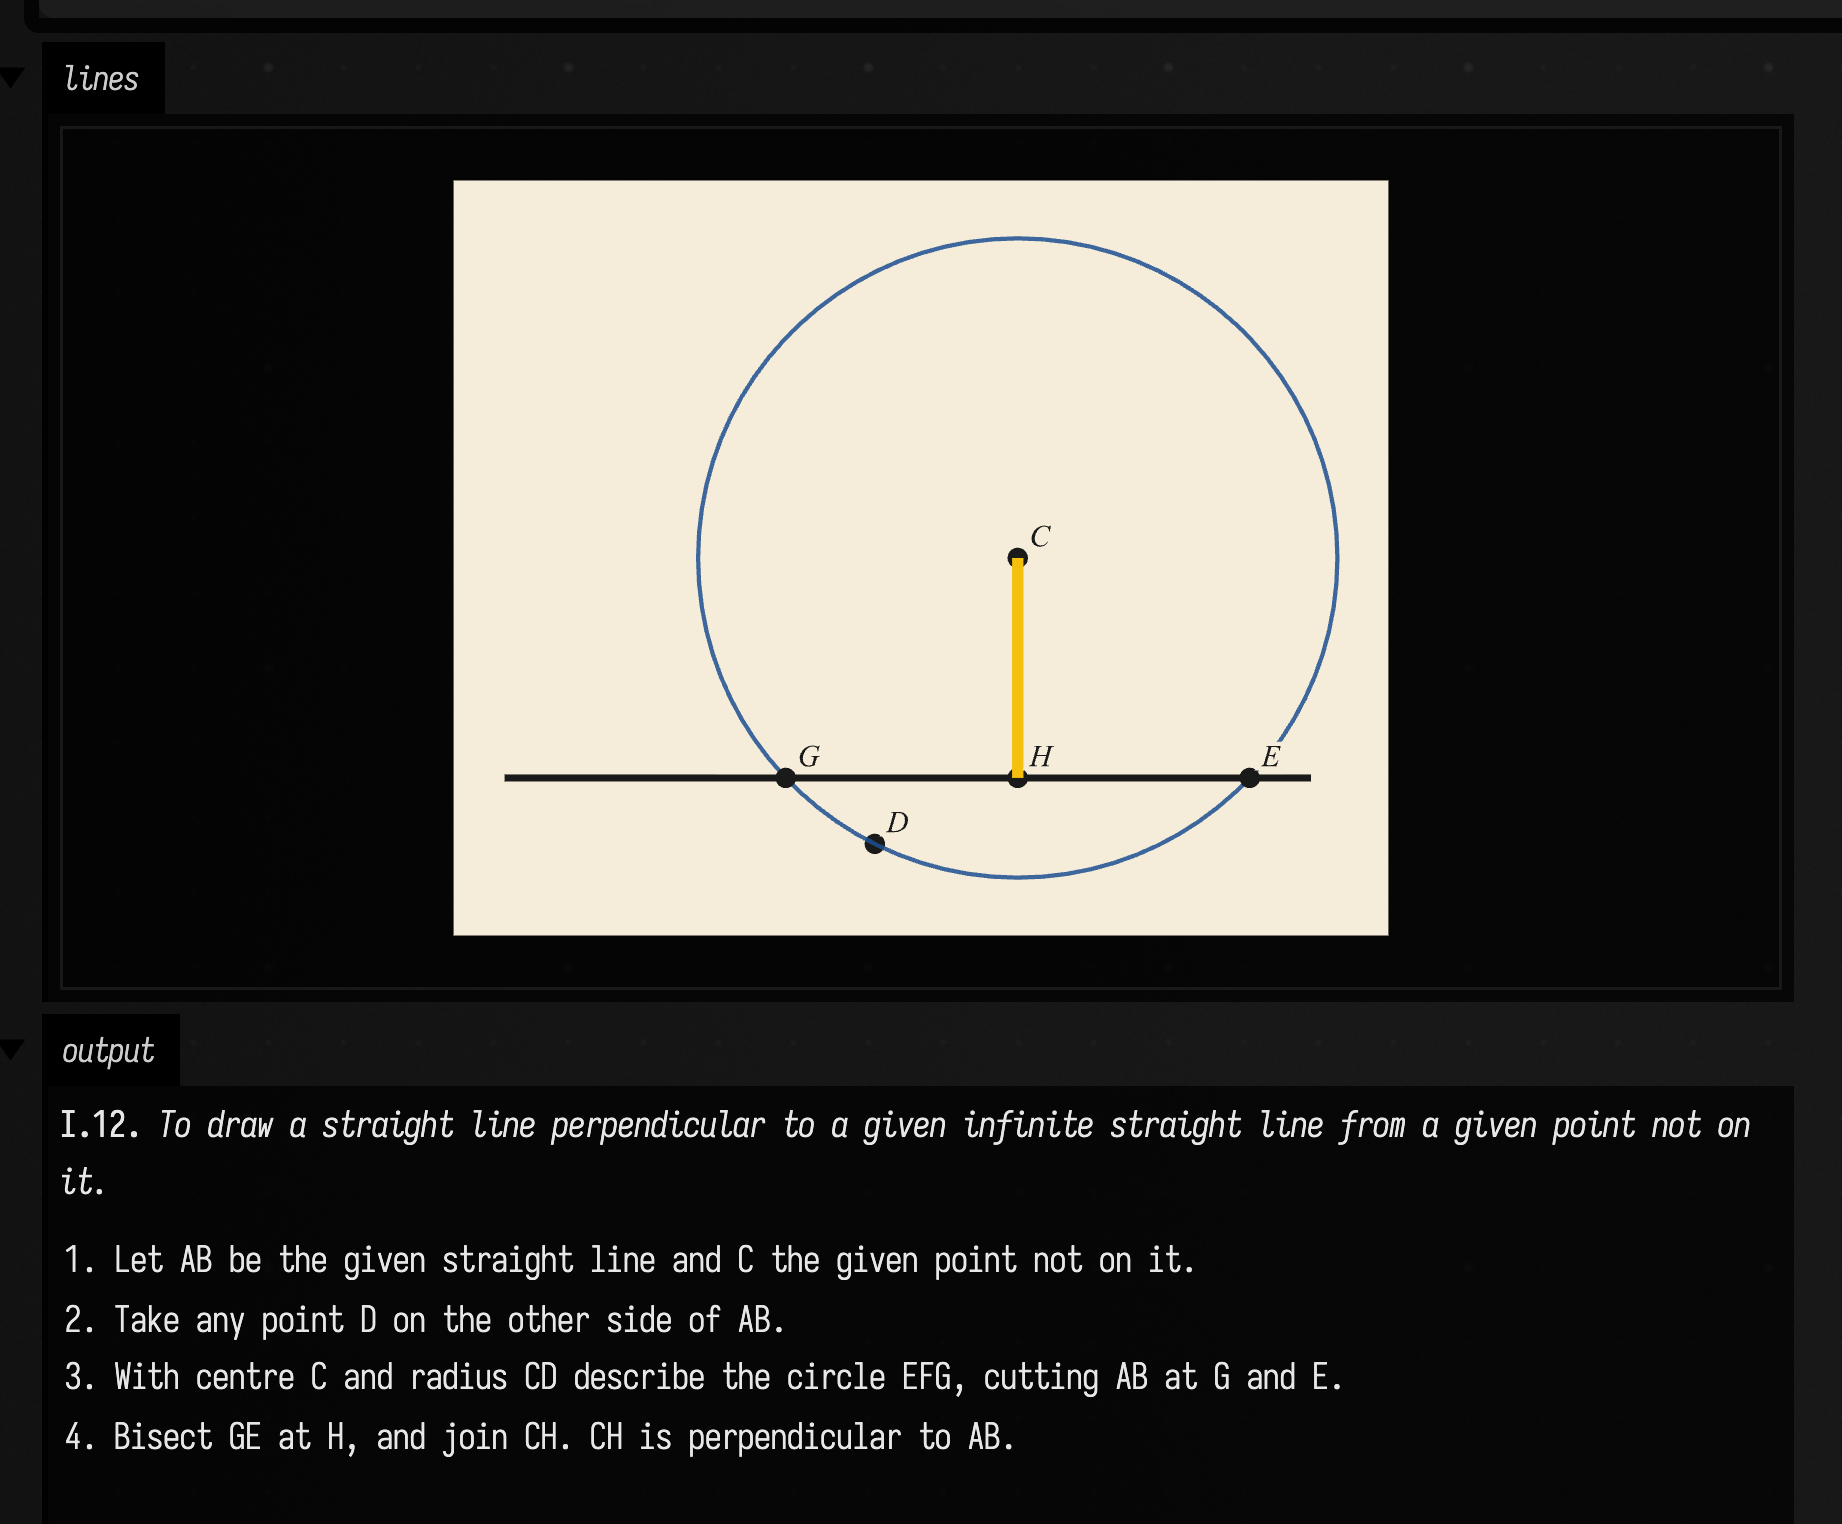 lines
C
G
H
E
D
output
I.12. To draw a straight line perpendicular to a given infinite straight line from a given point not on
it.
1. Let AB be the given straight line and C the given point not on it.
2. Take any point D on the other side of AB.
3. With centre C and radius CD describe the circle EFG, cutting AB at G and E.
4. Bisect GE at H, and join CH. CH is perpendicular to AB.